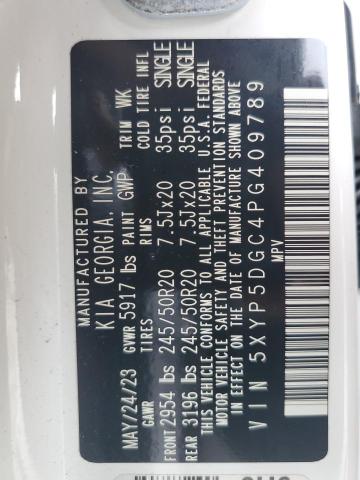 MANUFACTURED BY
KIA GEORGIA, INC.
MAY/24/23 GVWR 5917 lbs PAINT GWP TRIM WK
GAWR TIRES RIMS COLD TIRE INFL
FRONT 2954 lbs 245/50R20 7.5Jx20 35psi SINGLE
REAR 3196 lbs 245/50R20 7.5Jx20 35psi SINGLE
THIS VEHICLE CONFORMS TO ALL APPLICABLE U.S.A. FEDERAL
MOTOR VEHICLE SAFETY AND THEFT PREVENTION STANDARDS
IN EFFECT ON THE DATE OF MANUFACTURE SHOWN ABOVE.
VIN 5XYP5DGC4PG409789
MPV